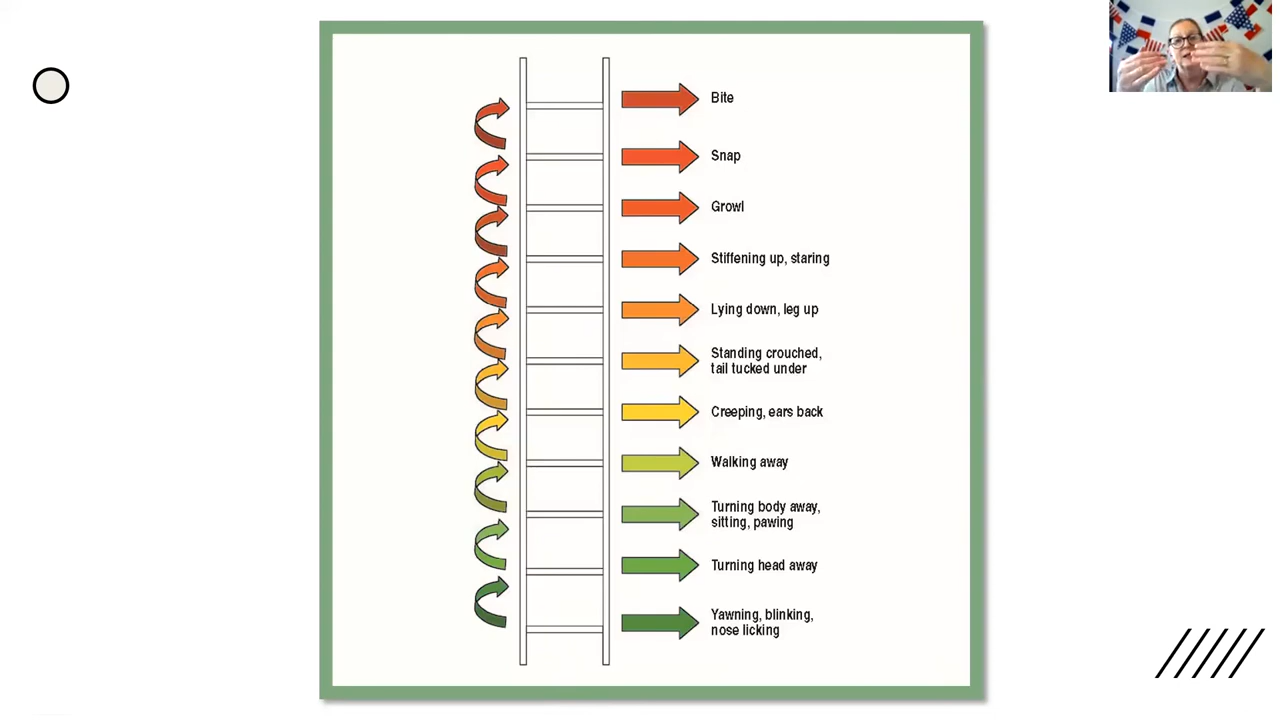 Bite
Snap
Growl
Stiffening up, staring
Lying down, leg up
Standing crouched,
tail tucked under
Creeping, ears back
Walking away
Turning body away,
sitting, pawing
Turning head away
Yawning, blinking,
nose licking